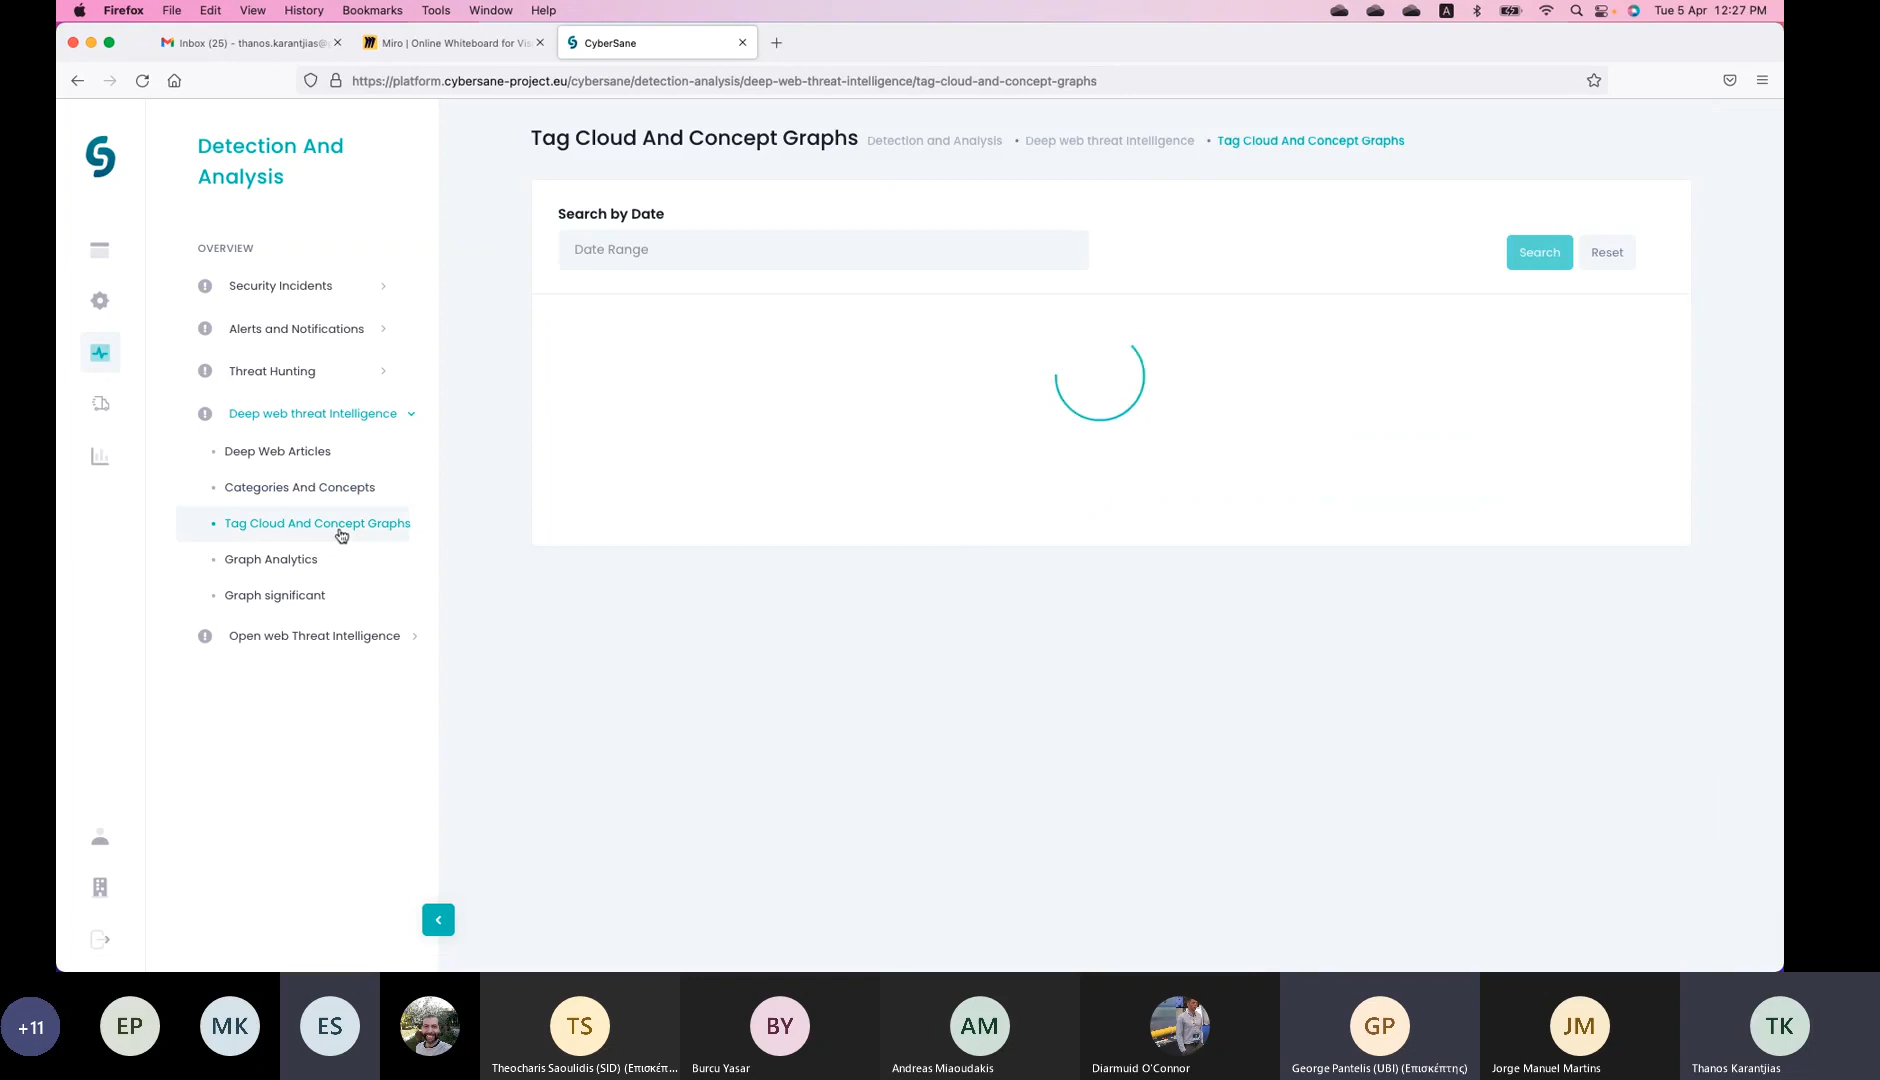 Firefox File Edit View History Bookmarks Tools Window Help A Tue 5 Apr 12:27 PM
Inbox (25) - thanos.karantjias@ Miro | Online Whiteboard for Vis CyberSane
https://platform.cybersane-project.eu/cybersane/detection-analysis/deep-web-threat-intelligence/tag-cloud-and-concept-graphs
Detection And
Analysis
OVERVIEW
Security Incidents
Alerts and Notifications
Threat Hunting
Deep web threat Intelligence
Deep Web Articles
Categories And Concepts
Tag Cloud And Concept Graphs
Graph Analytics
Graph significant
Open web Threat Intelligence
Tag Cloud And Concept Graphs Detection and Analysis • Deep web threat Intelligence • Tag Cloud And Concept Graphs
Search by Date
Date Range
Search Reset
+11 EP MK ES TS BY AM GP JM TK
Theocharis Saoulidis (SID) (Επισκέπ... Burcu Yasar Andreas Miaoudakis Diarmuid O'Connor George Pantelis (UBI) (Επισκέπτης) Jorge Manuel Martins Thanos Karantjias